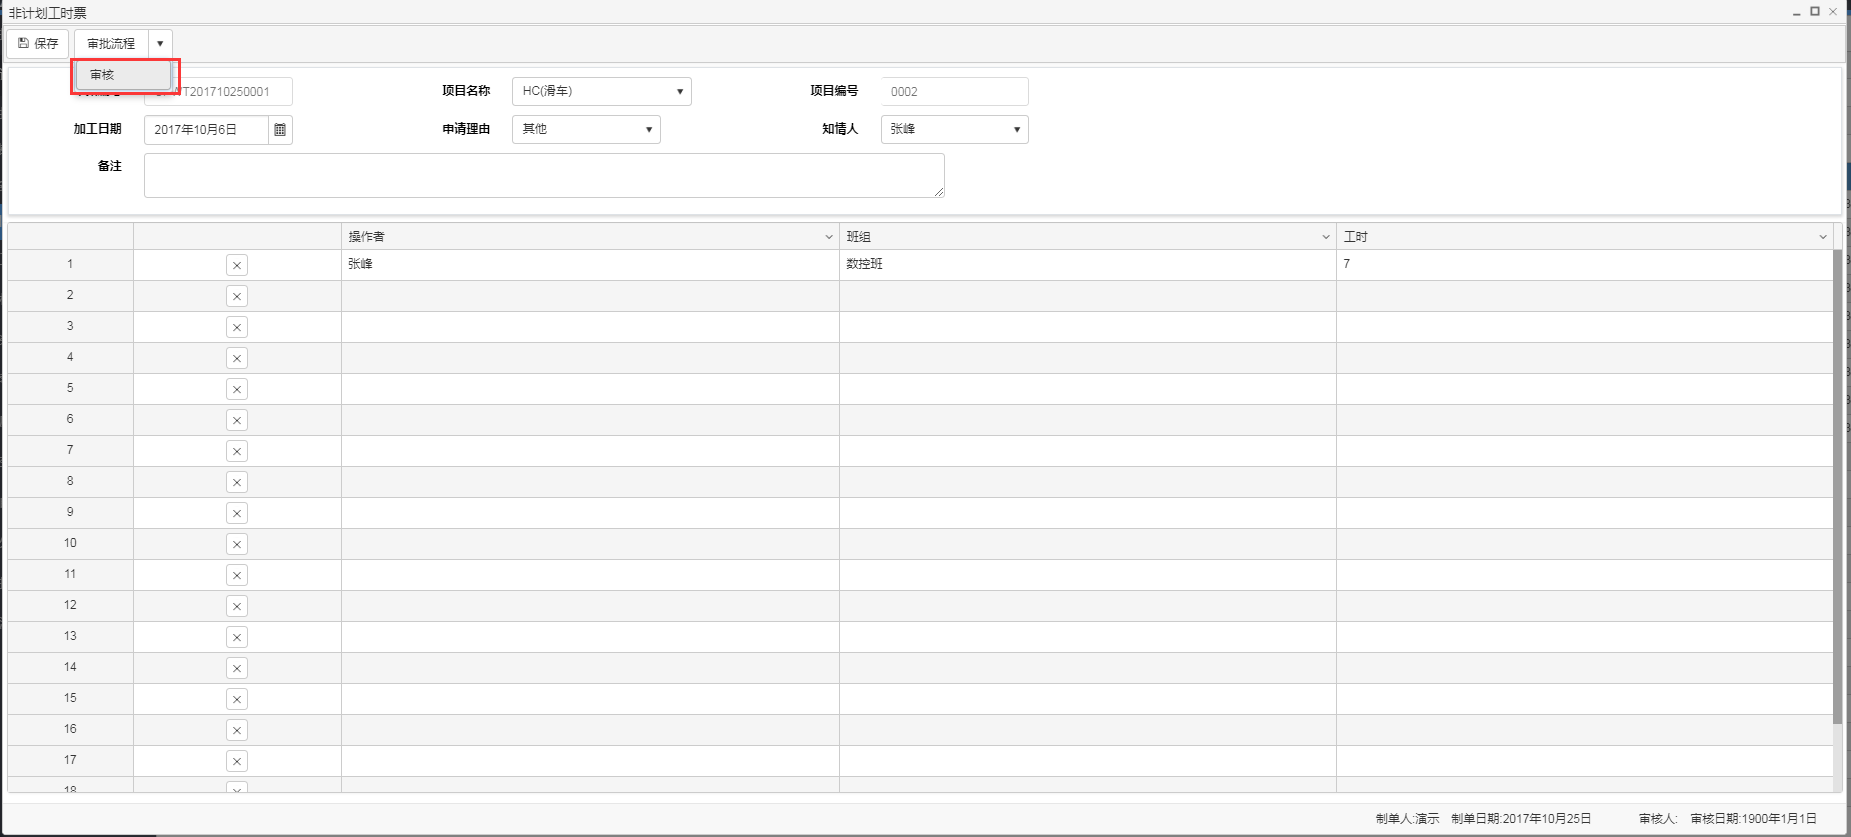 非计划工时票
保存 审批流程 ▼
审核
T201710250001 项目名称 HC(滑车) 项目编号 0002
加工日期 2017年10月6日 申请理由 其他 知情人 张峰
备注
操作者 班组 工时
1 张峰 数控班 7
2
3
4
5
6
7
8
9
10
11
12
13
14
15
16
17
18
制单人:演示 制单日期:2017年10月25日 审核人: 审核日期:1900年1月1日